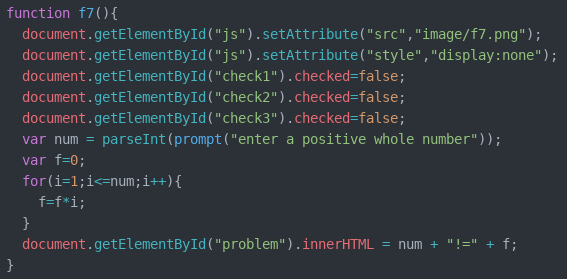 function f7(){
  document.getElementById("js").setAttribute("src","image/f7.png");
  document.getElementById("js").setAttribute("style","display:none");
  document.getElementById("check1").checked=false;
  document.getElementById("check2").checked=false;
  document.getElementById("check3").checked=false;
  var num = parseInt(prompt("enter a positive whole number"));
  var f=0;
  for(i=1;i<=num;i++){
    f=f*i;
  }
  document.getElementById("problem").innerHTML = num + "!=" + f;
}